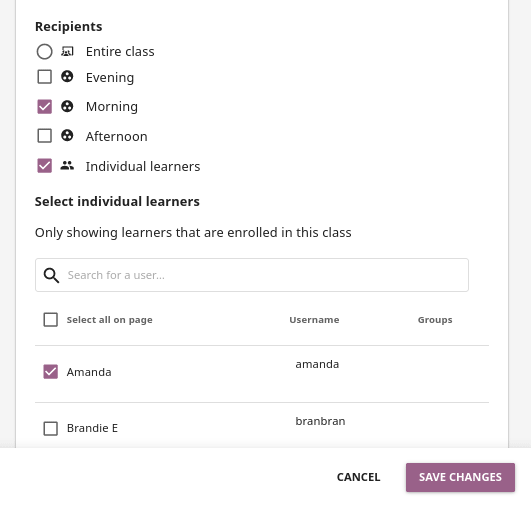 Recipients
Entire class
Evening
Morning
Afternoon
Individual learners
Select individual learners
Only showing learners that are enrolled in this class
Search for a user...
Select all on page Username Groups
Amanda amanda
Brandie E branbran
CANCEL SAVE CHANGES